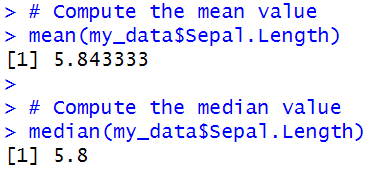 > # Compute the mean value
> mean(my_data$Sepal.Length)
[1] 5.843333
>
> # Compute the median value
> median(my_data$Sepal.Length)
[1] 5.8